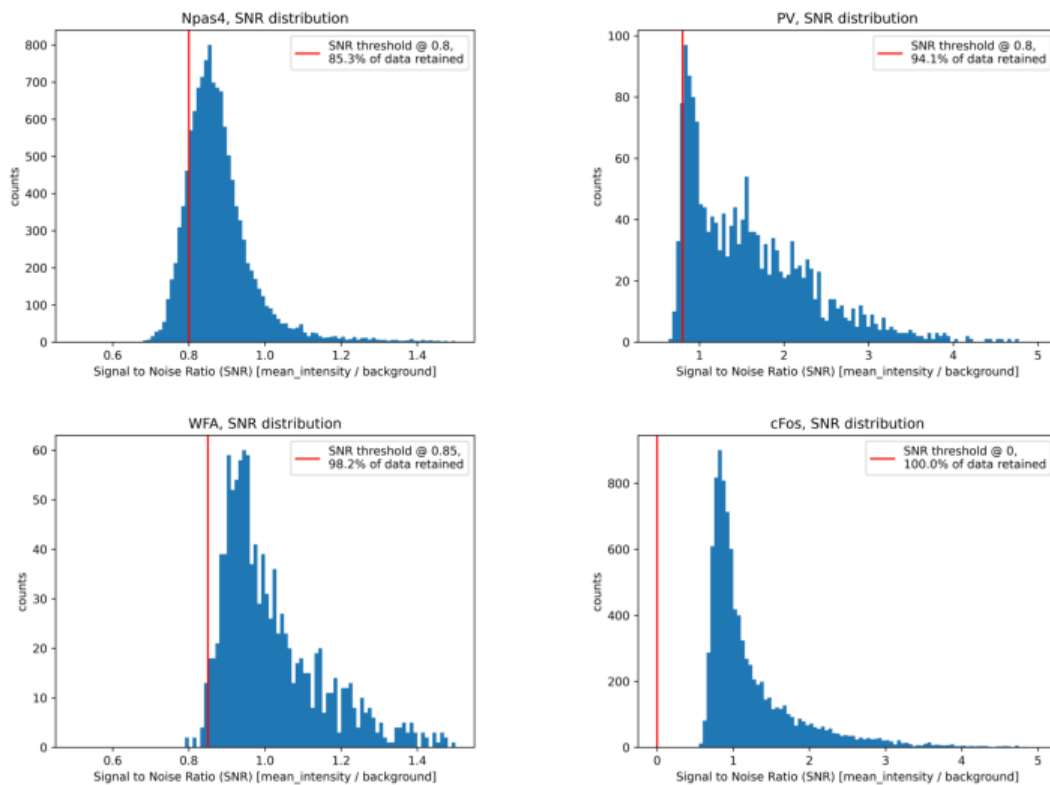 Npas4, SNR distribution
SNR threshold @ 0.8,
85.3% of data retained
counts
800
700
600
500
400
300
200
100
0
0.6 0.8 1.0 1.2 1.4
Signal to Noise Ratio (SNR) [mean_intensity / background]
PV, SNR distribution
SNR threshold @ 0.8,
94.1% of data retained
counts
100
80
60
40
20
0
1 2 3 4 5
Signal to Noise Ratio (SNR) [mean_intensity / background]
WFA, SNR distribution
SNR threshold @ 0.85,
98.2% of data retained
counts
60
50
40
30
20
10
0
0.6 0.8 1.0 1.2 1.4
Signal to Noise Ratio (SNR) [mean_intensity / background]
cFos, SNR distribution
SNR threshold @ 0,
100.0% of data retained
counts
800
600
400
200
0
0 1 2 3 4 5
Signal to Noise Ratio (SNR) [mean_intensity / background]